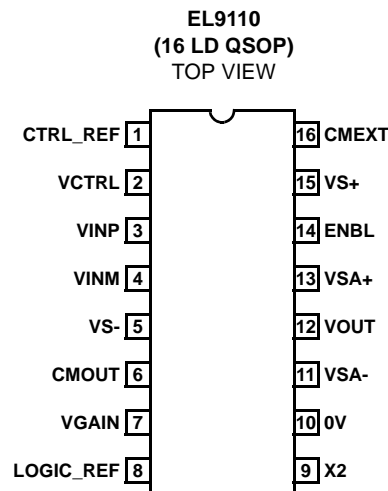 EL9110
(16 LD QSOP)
TOP VIEW
CTRL_REF 1 16 CMEXT
VCTRL 2 15 VS+
VINP 3 14 ENBL
VINM 4 13 VSA+
VS- 5 12 VOUT
CMOUT 6 11 VSA-
VGAIN 7 10 0V
LOGIC_REF 8 9 X2